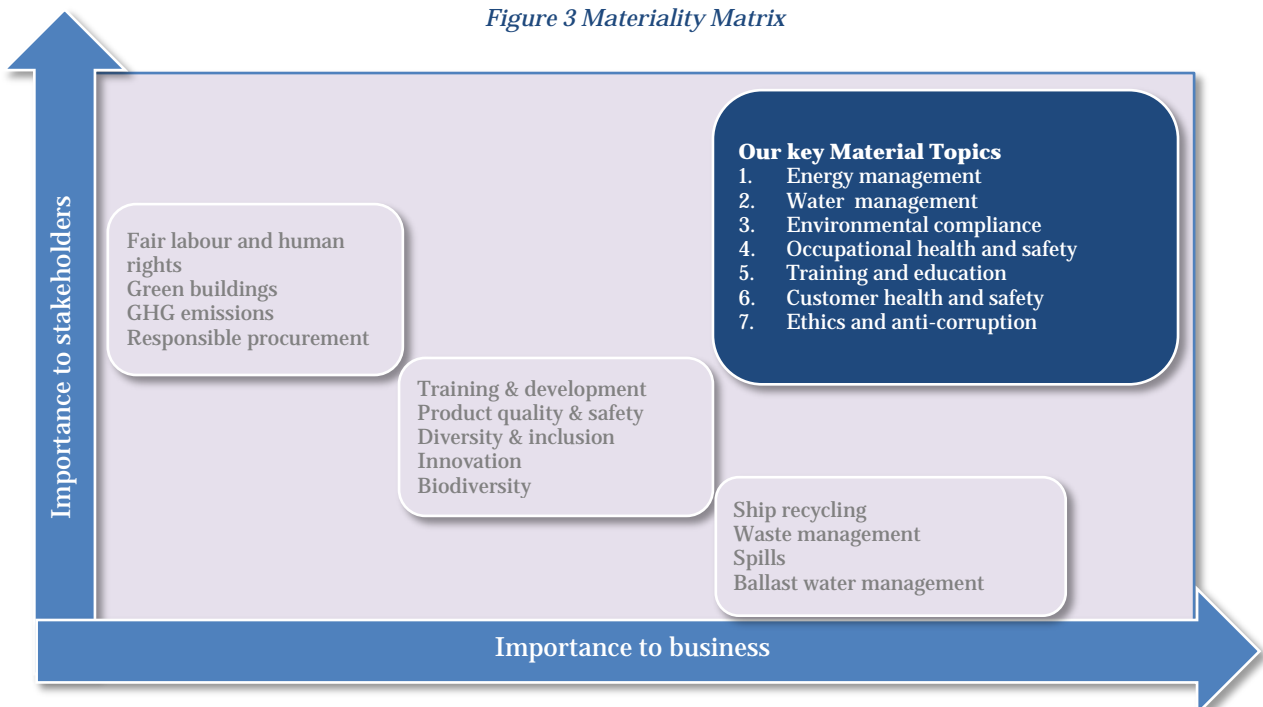 Figure 3 Materiality Matrix
Importance to stakeholders
Our key Material Topics
1. Energy management
2. Water management
3. Environmental compliance
4. Occupational health and safety
5. Training and education
6. Customer health and safety
7. Ethics and anti-corruption
Fair labour and human
rights
Green buildings
GHG emissions
Responsible procurement
Training & development
Product quality & safety
Diversity & inclusion
Innovation
Biodiversity
Ship recycling
Waste management
Spills
Ballast water management
Importance to business